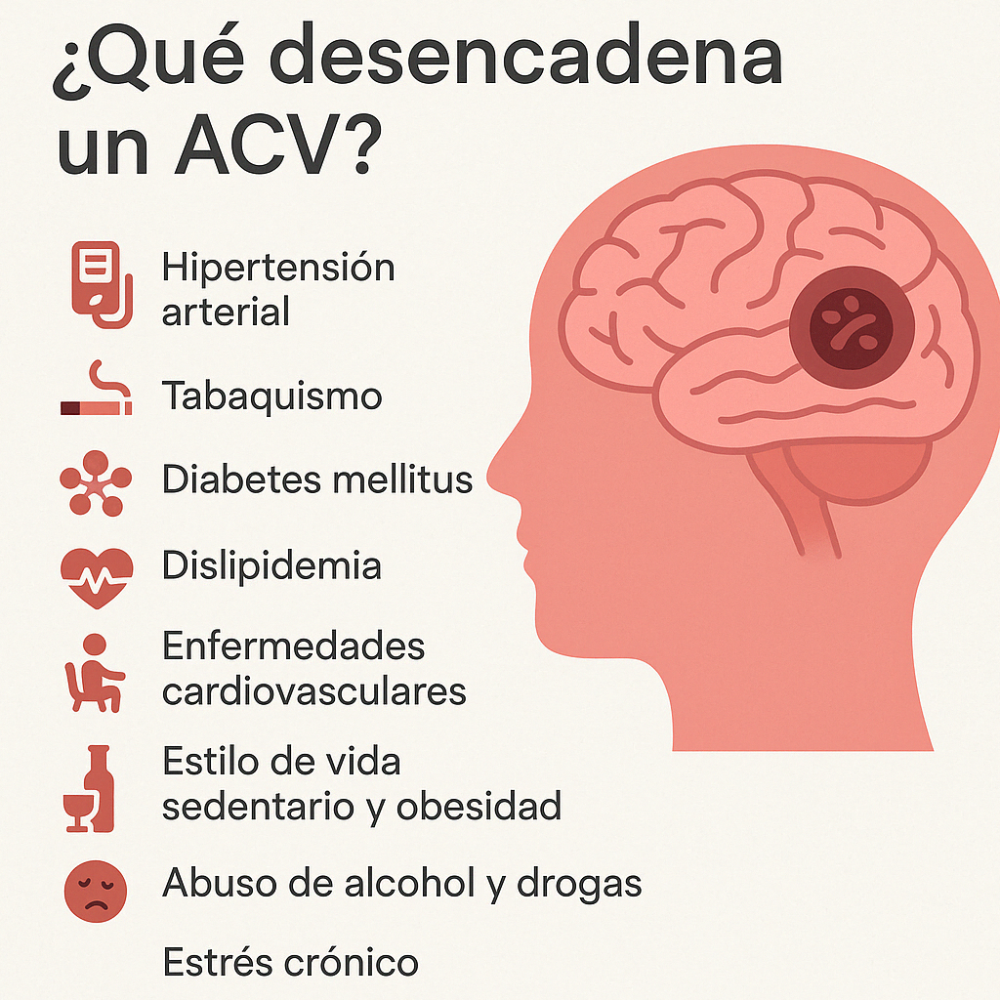 ¿Qué desencadena
un ACV?
Hipertensión
arterial
Tabaquismo
Diabetes mellitus
Dislipidemia
Enfermedades
cardiovasculares
Estilo de vida
sedentario y obesidad
Abuso de alcohol y drogas
Estrés crónico